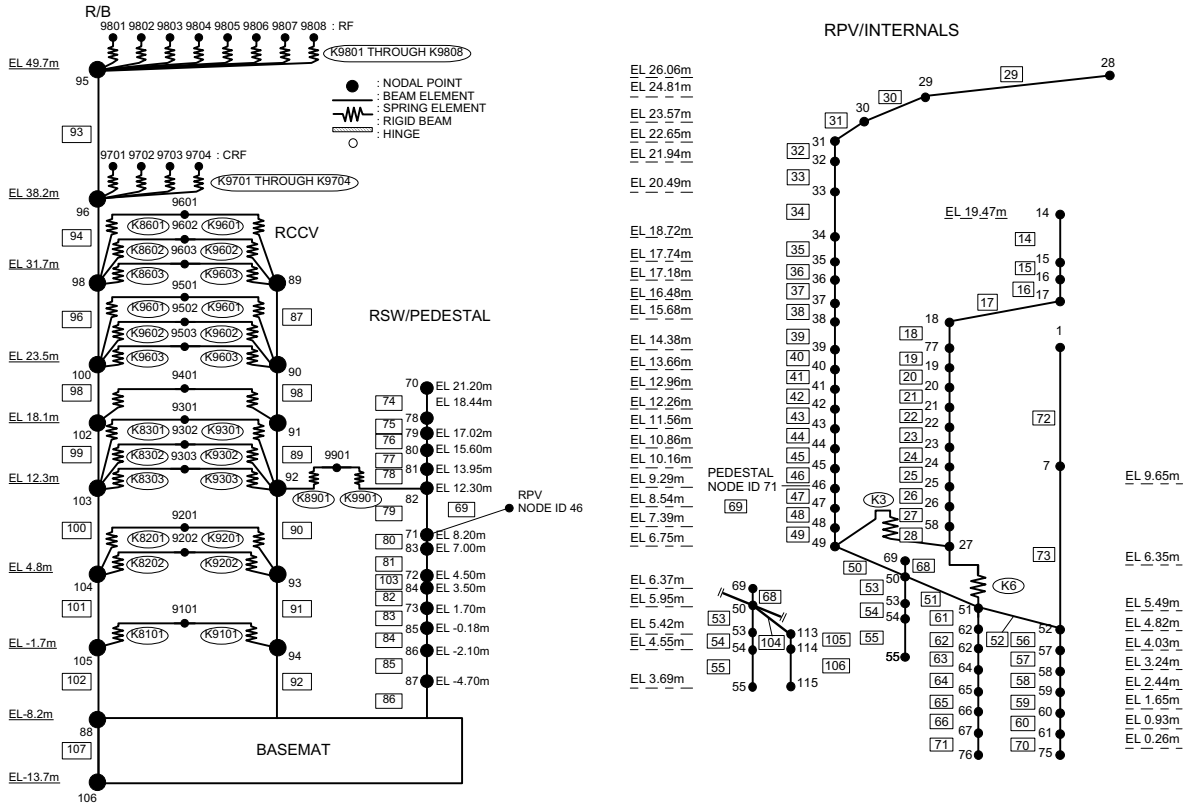 R/B
9801 9802 9803 9804 9805 9806 9807 9808 : RF
K9801 THROUGH K9808
EL 49.7m
95
: NODAL POINT
: BEAM ELEMENT
: SPRING ELEMENT
: RIGID BEAM
: HINGE
93
9701 9702 9703 9704 : CRF
K9701 THROUGH K9704
EL 38.2m
96
9601
K8601 K9601
RCCV
94
9602
K8602 9603 K9602
EL 31.7m
K8603 K9603
98
89
9501
K9601 9502 K9601
96
87
K9602 9503 K9602
EL 23.5m
K9603 K9603
100
90
98
9401
98
EL 18.1m
102
91
9301
K8301 9302 K9301
99
89
K8302 9303 K9302
EL 12.3m
K8303 K9303
103
92
9901
K8901 K9901
100
9201
90
K8201 9202 K9201
K8202 K9202
EL 4.8m
104
93
101
9101
91
K8101 K9101
EL -1.7m
105
94
102
92
EL-8.2m
88
107
BASEMAT
EL-13.7m
106
RSW/PEDESTAL
70 EL 21.20m
74 EL 18.44m
78
75
79 EL 17.02m
76
80 EL 15.60m
77
81 EL 13.95m
78
82 EL 12.30m
79
69
RPV
NODE ID 46
71 EL 8.20m
80
83 EL 7.00m
81
72 EL 4.50m
103
84 EL 3.50m
82
73 EL 1.70m
83
85 EL -0.18m
84
86 EL -2.10m
85
87 EL -4.70m
86
RPV/INTERNALS
EL 26.06m
EL 24.81m
EL 23.57m
EL 22.65m
EL 21.94m
EL 20.49m
EL 18.72m
EL 17.74m
EL 17.18m
EL 16.48m
EL 15.68m
EL 14.38m
EL 13.66m
EL 12.96m
EL 12.26m
EL 11.56m
EL 10.86m
EL 10.16m
EL 9.29m
EL 8.54m
EL 7.39m
EL 6.75m
EL 6.37m
EL 5.95m
EL 5.42m
EL 4.55m
EL 3.69m
28
29
29
30
30
31
31
32
32
33
33
34
34
35
35
36
36
37
37
38
38
39
39
40
40
41
41
42
42
43
43
44
44
45
45
46
46
47
47
48
48
49
49
PEDESTAL
NODE ID 71
69
K3
EL 19.47m
14
14
15
15
16
16
17
17
18
18
77
19
19
20
20
21
21
22
22
23
23
24
24
25
25
26
26
27
58
28
27
1
72
7
73
EL 9.65m
EL 6.35m
EL 5.49m
EL 4.82m
EL 4.03m
EL 3.24m
EL 2.44m
EL 1.65m
EL 0.93m
EL 0.26m
50
69
68
50
53
53
54
54
55
55
51
K6
51
61
62
62
62
63
64
64
65
65
66
66
67
71
76
52
52
56
57
57
58
58
59
59
60
60
61
70
75
69
68
50
53
53
54
54
55
55
104
113
105
114
106
115